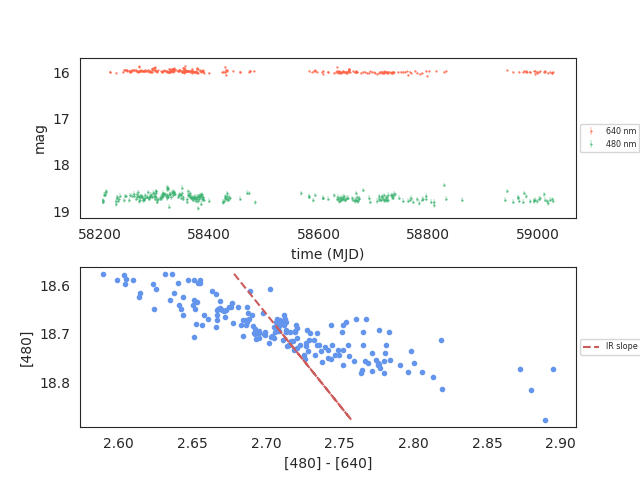 16
17
18
19
mag
58200 58400 58600 58800 59000
time (MJD)
640 nm
480 nm
18.6
18.7
18.8
[480]
2.60 2.65 2.70 2.75 2.80 2.85 2.90
[480] - [640]
IR slope